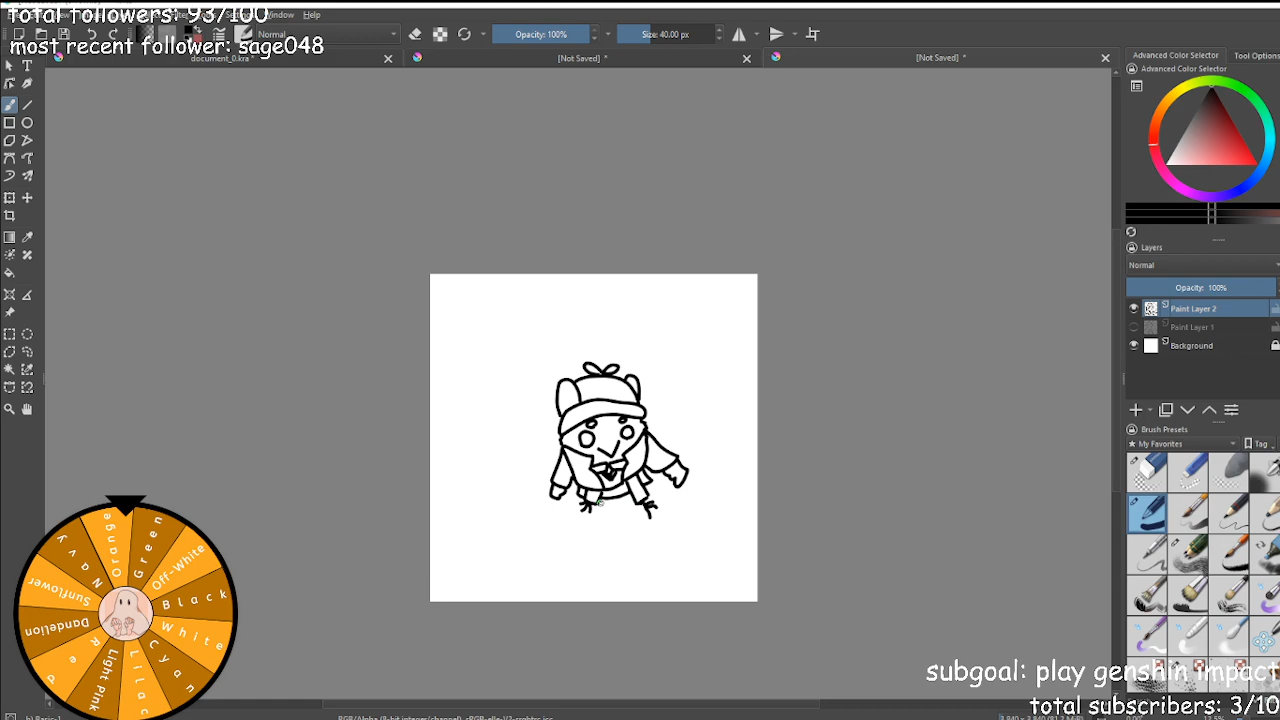 total followers: 93/100
Window Help
most recent follower: sage048
Normal
Opacity: 100%
Size: 40.00 px
document_0.kra
[Not Saved] *
[Not Saved] *
Advanced Color Selector
Tool Options
Advanced Color Selector
Layers
Normal
Opacity: 100%
Paint Layer 2
Paint Layer 1
Background
Brush Presets
My Favorites
Tag
Orange
Green
Off-White
Black
White
Cyan
Lilac
Light Pink
Red
Dandelion
Sunflower
Navy
subgoal: play genshin impact
total subscribers: 3/10